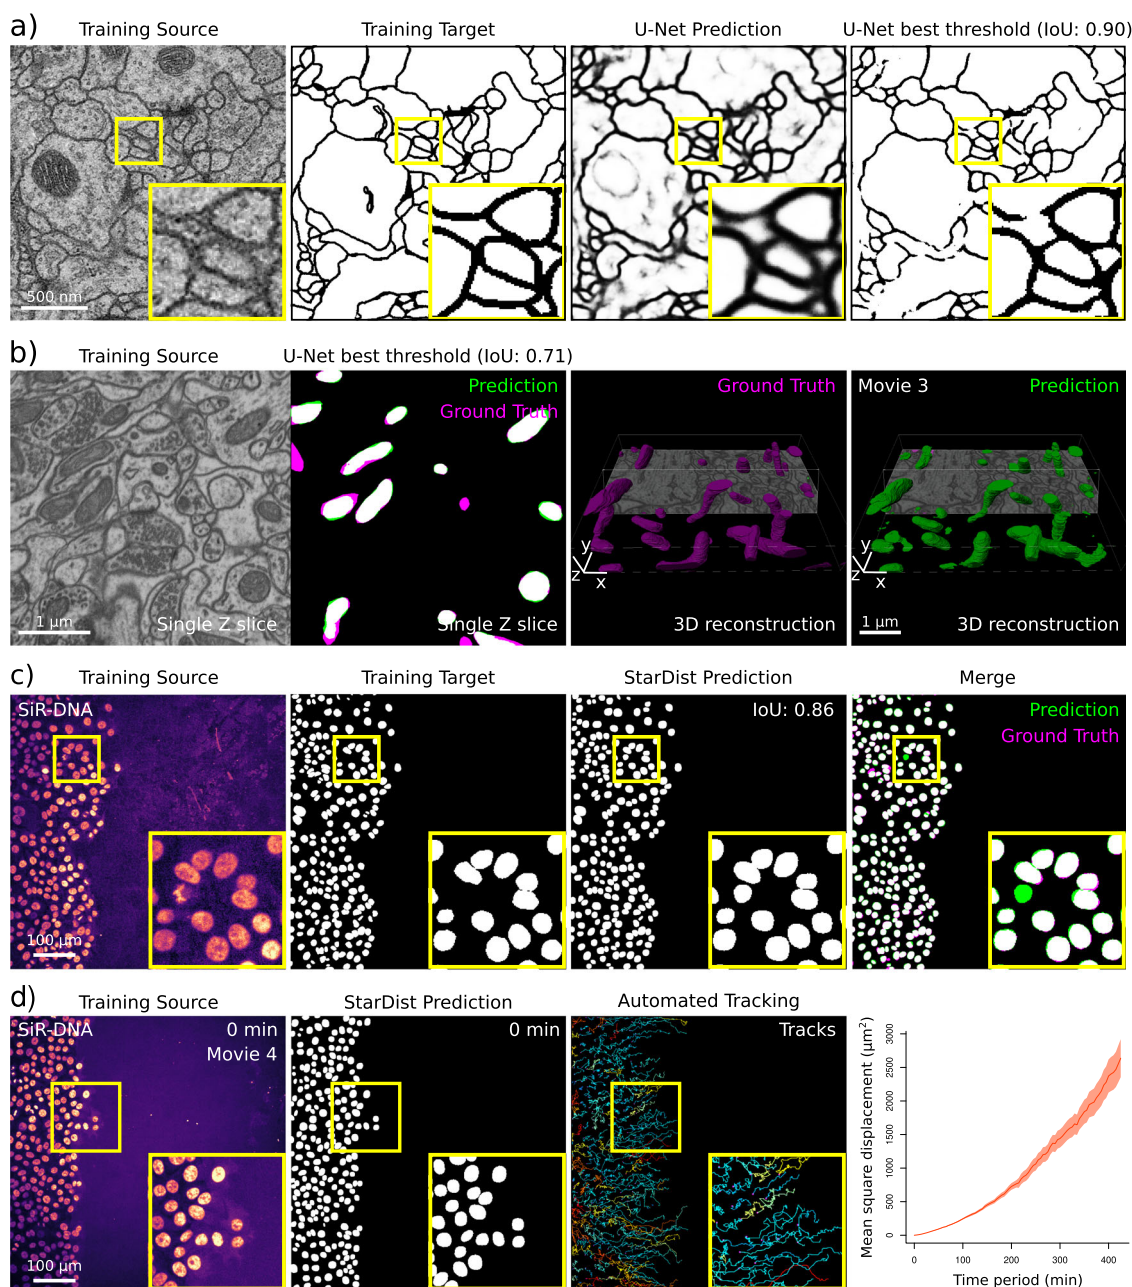 a)
Training Source
Training Target
U-Net Prediction
U-Net best threshold (IoU: 0.90)
500 nm
b)
Training Source
U-Net best threshold (IoU: 0.71)
Prediction
Ground Truth
Ground Truth
Movie 3
Prediction
y
z
x
y
z
x
1 µm
Single Z slice
Single Z slice
3D reconstruction
1 µm
3D reconstruction
c)
Training Source
Training Target
StarDist Prediction
Merge
SiR-DNA
IoU: 0.86
Prediction
Ground Truth
100 µm
d)
Training Source
StarDist Prediction
Automated Tracking
SiR-DNA
0 min
Movie 4
0 min
Tracks
100 µm
Mean square displacement (µm²)
3000
2500
2000
1500
1000
500
0
0
100
200
300
400
Time period (min)